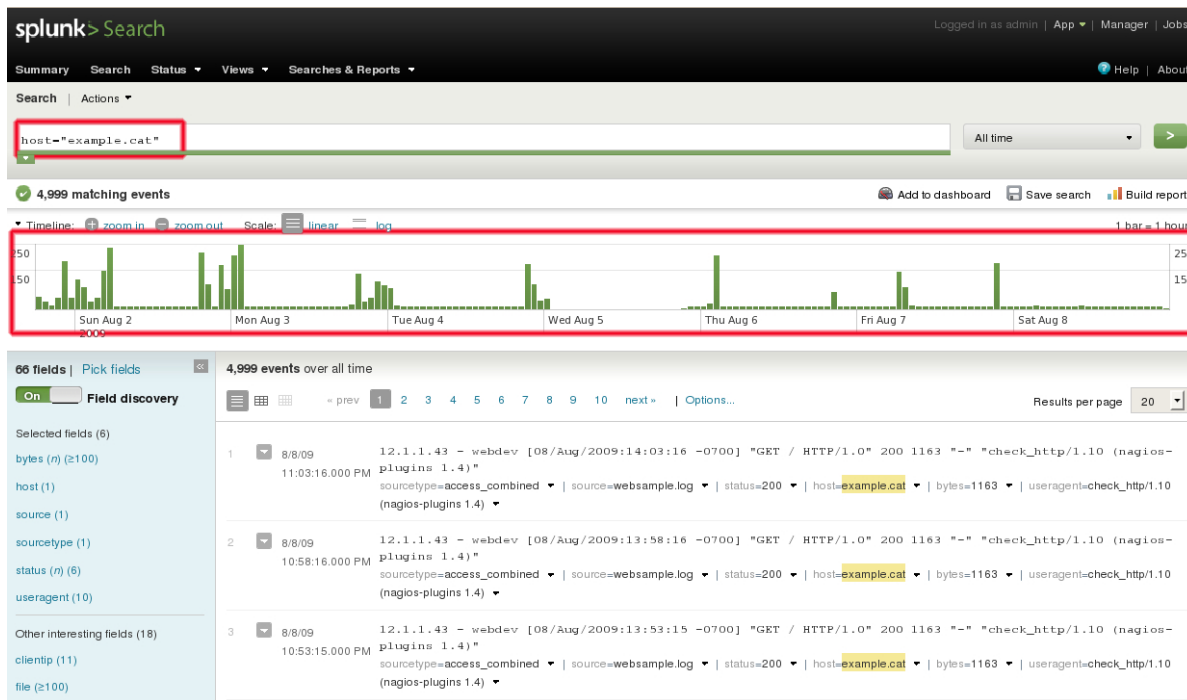 splunk> Search
Logged in as admin | App | Manager | Jobs
Summary Search Status Views Searches & Reports
Help | About
Search | Actions
host="example.cat"
All time
>
4,999 matching events
Add to dashboard Save search Build report
Timeline: zoom in zoom out Scale: linear log
1 bar = 1 hour
250 25
150 15
Sun Aug 2 Mon Aug 3 Tue Aug 4 Wed Aug 5 Thu Aug 6 Fri Aug 7 Sat Aug 8
2009
66 fields | Pick fields «
On Field discovery
Selected fields (6)
bytes (n) (≥100)
host (1)
source (1)
sourcetype (1)
status (n) (6)
useragent (10)
Other interesting fields (18)
clientip (11)
file (≥100)
4,999 events over all time
« prev 1 2 3 4 5 6 7 8 9 10 next » | Options...
Results per page 20
1 8/8/09
11:03:16.000 PM
12.1.1.43 - webdev [08/Aug/2009:14:03:16 -0700] "GET / HTTP/1.0" 200 1163 "-" "check_http/1.10 (nagios-
plugins 1.4)"
sourcetype=access_combined | source=websample.log | status=200 | host=example.cat | bytes=1163 | useragent=check_http/1.10
(nagios-plugins 1.4)
2 8/8/09
10:58:16.000 PM
12.1.1.43 - webdev [08/Aug/2009:13:58:16 -0700] "GET / HTTP/1.0" 200 1163 "-" "check_http/1.10 (nagios-
plugins 1.4)"
sourcetype=access_combined | source=websample.log | status=200 | host=example.cat | bytes=1163 | useragent=check_http/1.10
(nagios-plugins 1.4)
3 8/8/09
10:53:15.000 PM
12.1.1.43 - webdev [08/Aug/2009:13:53:15 -0700] "GET / HTTP/1.0" 200 1163 "-" "check_http/1.10 (nagios-
plugins 1.4)"
sourcetype=access_combined | source=websample.log | status=200 | host=example.cat | bytes=1163 | useragent=check_http/1.10
(nagios-plugins 1.4)